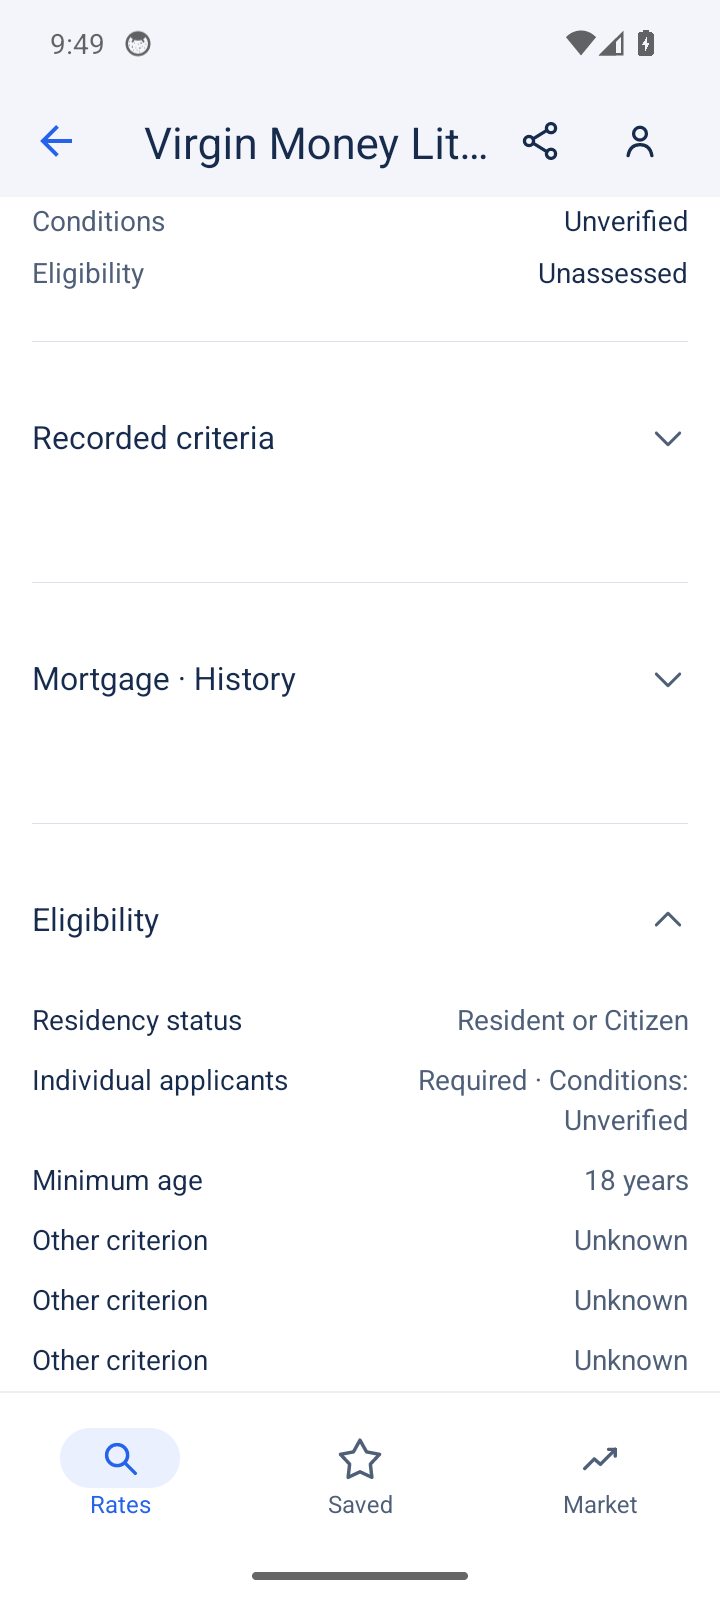 9:49
Virgin Money Lit...
Conditions Unverified
Eligibility Unassessed
Recorded criteria
Mortgage · History
Eligibility
Residency status Resident or Citizen
Individual applicants Required · Conditions:
Unverified
Minimum age 18 years
Other criterion Unknown
Other criterion Unknown
Other criterion Unknown
Rates Saved Market